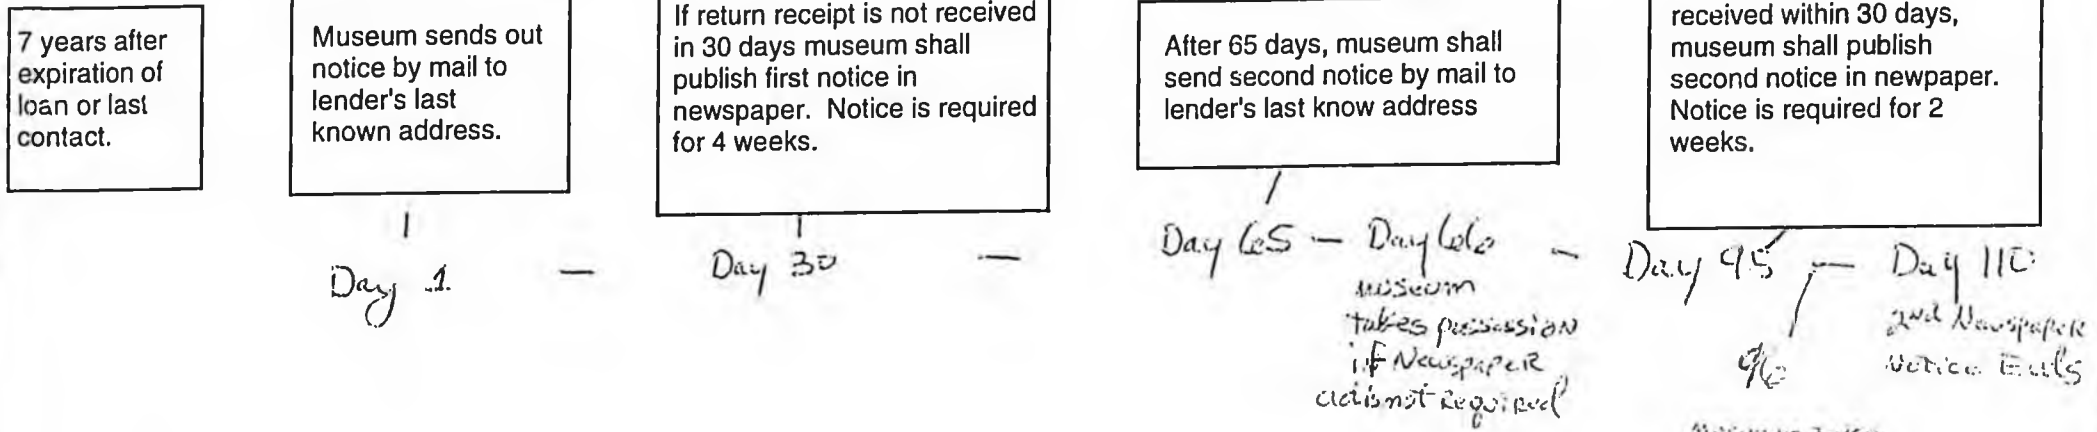 7 years after
expiration of
loan or last
contact.
Museum sends out
notice by mail to
lender's last
known address.
If return receipt is not received
in 30 days museum shall
publish first notice in
newspaper. Notice is required
for 4 weeks.
After 65 days, museum shall
send second notice by mail to
lender's last know address
received within 30 days,
museum shall publish
second notice in newpaper.
Notice is required for 2
weeks.
Day 1 — Day 30 — Day 65 — Day 66 — Day 95 — Day 110
museum
takes possession
if Newspaper
ad is not Required
96
2nd Newspaper
Notice Ends